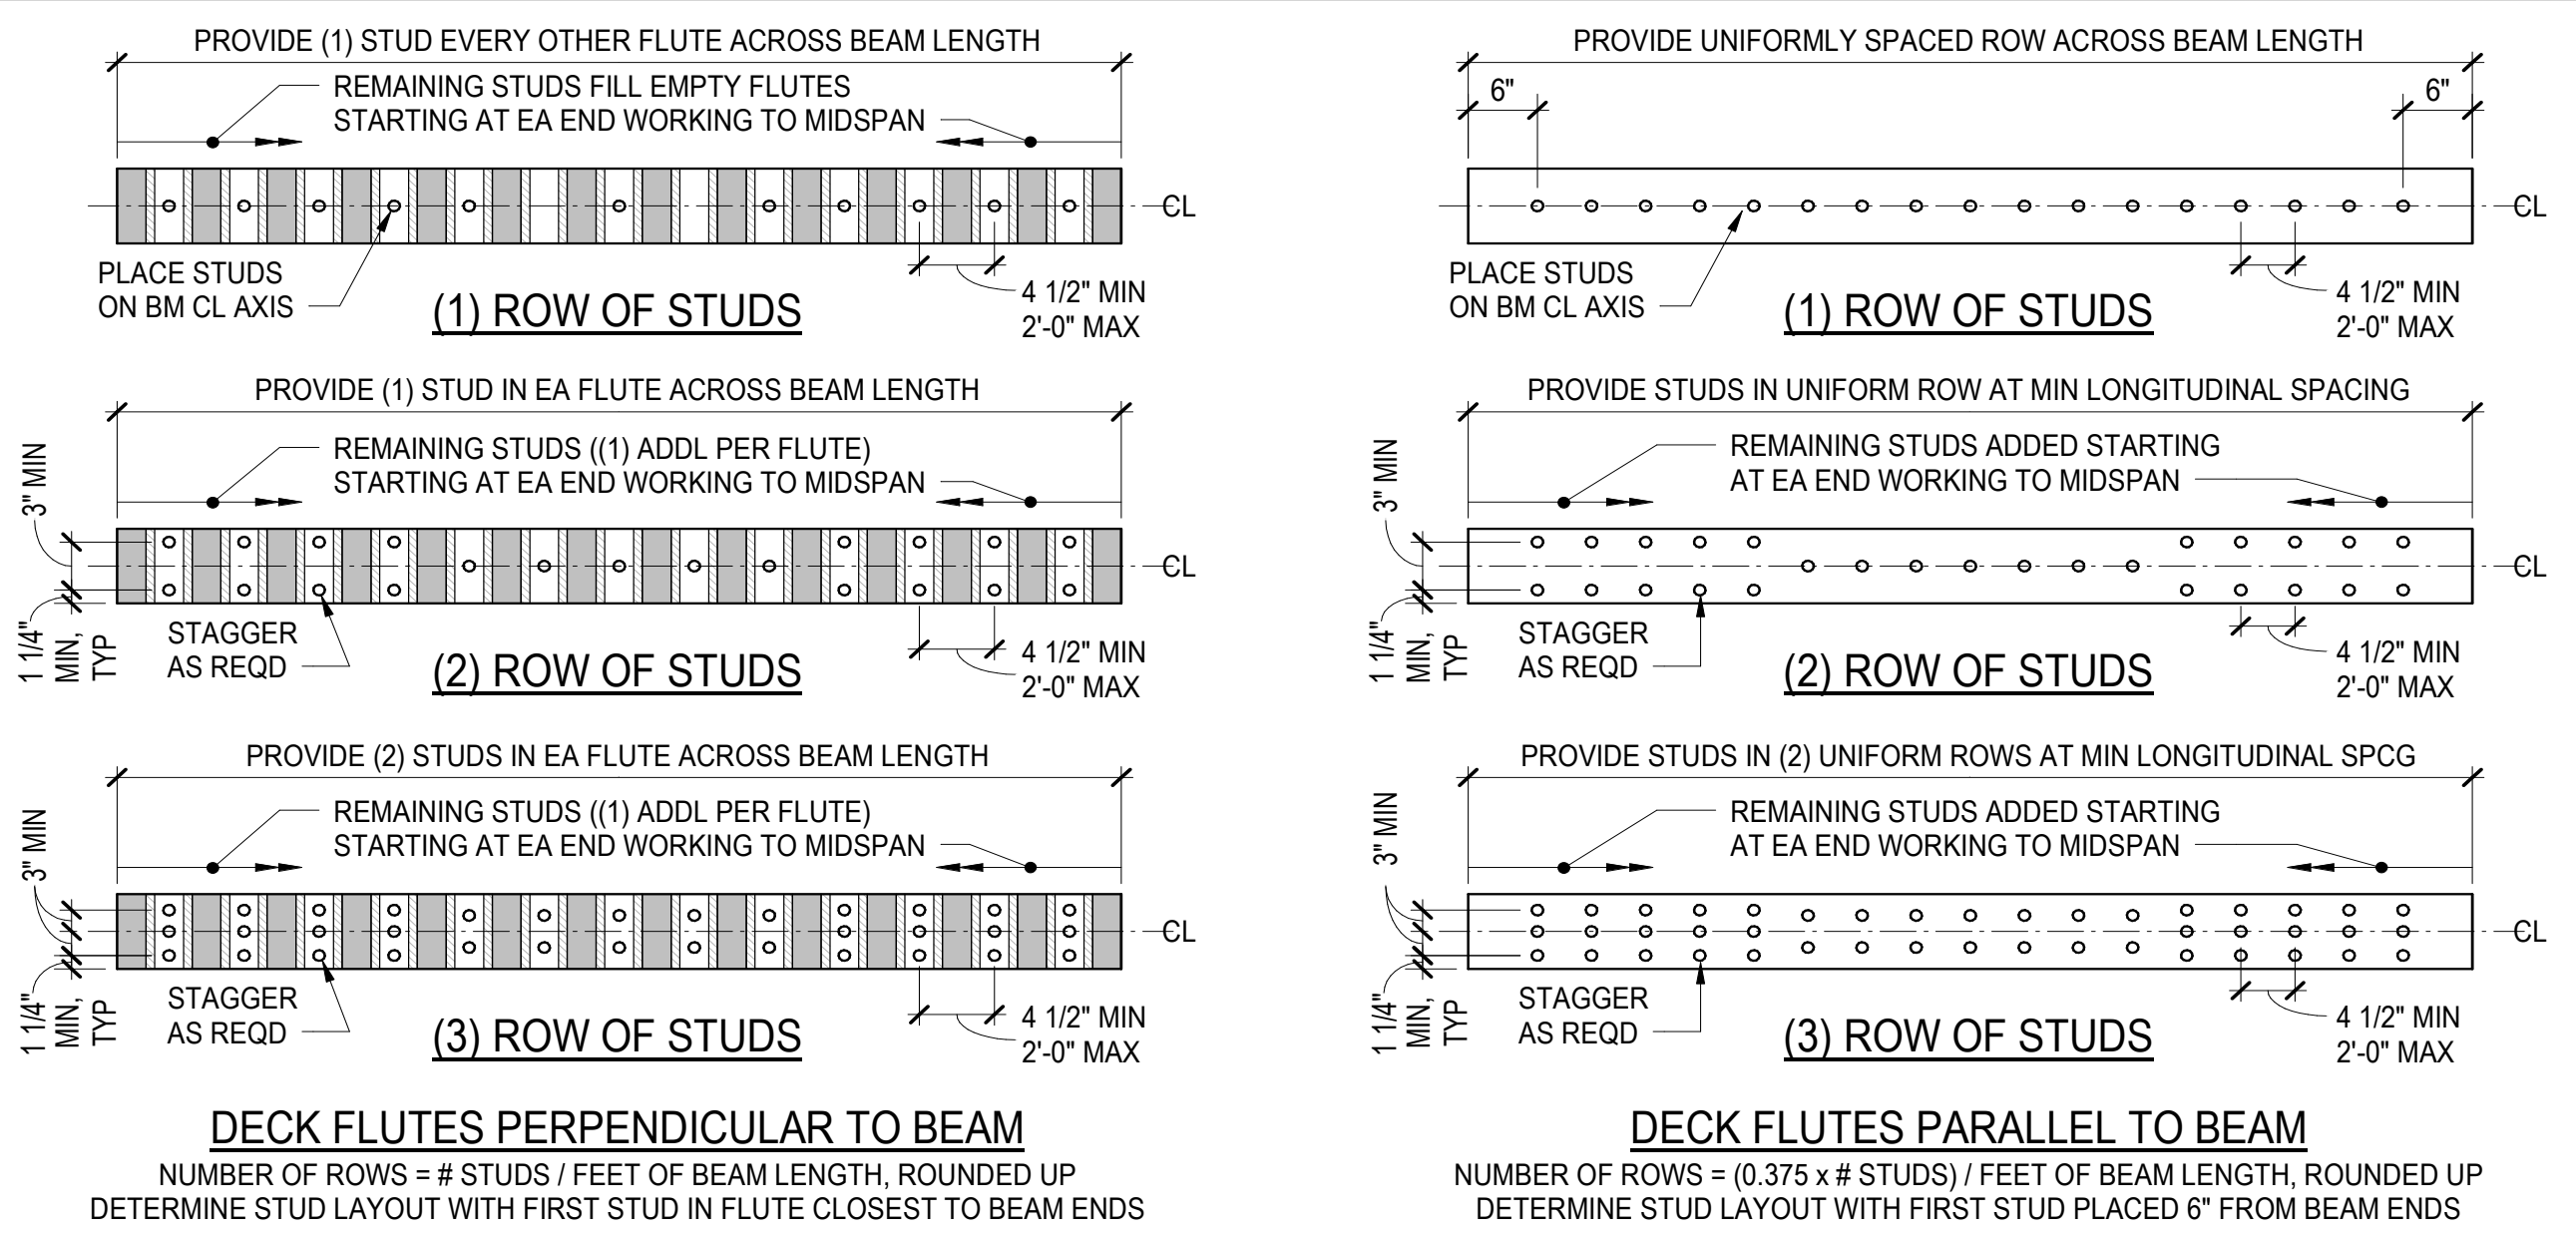 PROVIDE (1) STUD EVERY OTHER FLUTE ACROSS BEAM LENGTH
REMAINING STUDS FILL EMPTY FLUTES
STARTING AT EA END WORKING TO MIDSPAN
CL
PLACE STUDS
ON BM CL AXIS
(1) ROW OF STUDS
4 1/2" MIN
2'-0" MAX
PROVIDE (1) STUD IN EA FLUTE ACROSS BEAM LENGTH
REMAINING STUDS ((1) ADDL PER FLUTE)
STARTING AT EA END WORKING TO MIDSPAN
3" MIN
CL
1 1/4"
MIN,
TYP
STAGGER
AS REQD
(2) ROW OF STUDS
4 1/2" MIN
2'-0" MAX
PROVIDE (2) STUDS IN EA FLUTE ACROSS BEAM LENGTH
REMAINING STUDS ((1) ADDL PER FLUTE)
STARTING AT EA END WORKING TO MIDSPAN
3" MIN
CL
1 1/4"
MIN,
TYP
STAGGER
AS REQD
(3) ROW OF STUDS
4 1/2" MIN
2'-0" MAX
DECK FLUTES PERPENDICULAR TO BEAM
NUMBER OF ROWS = # STUDS / FEET OF BEAM LENGTH, ROUNDED UP
DETERMINE STUD LAYOUT WITH FIRST STUD IN FLUTE CLOSEST TO BEAM ENDS
PROVIDE UNIFORMLY SPACED ROW ACROSS BEAM LENGTH
6"
6"
CL
PLACE STUDS
ON BM CL AXIS
(1) ROW OF STUDS
4 1/2" MIN
2'-0" MAX
PROVIDE STUDS IN UNIFORM ROW AT MIN LONGITUDINAL SPACING
REMAINING STUDS ADDED STARTING
AT EA END WORKING TO MIDSPAN
3" MIN
CL
1 1/4"
MIN,
TYP
STAGGER
AS REQD
(2) ROW OF STUDS
4 1/2" MIN
2'-0" MAX
PROVIDE STUDS IN (2) UNIFORM ROWS AT MIN LONGITUDINAL SPCG
REMAINING STUDS ADDED STARTING
AT EA END WORKING TO MIDSPAN
3" MIN
CL
1 1/4"
MIN,
TYP
STAGGER
AS REQD
(3) ROW OF STUDS
4 1/2" MIN
2'-0" MAX
DECK FLUTES PARALLEL TO BEAM
NUMBER OF ROWS = (0.375 x # STUDS) / FEET OF BEAM LENGTH, ROUNDED UP
DETERMINE STUD LAYOUT WITH FIRST STUD PLACED 6" FROM BEAM ENDS